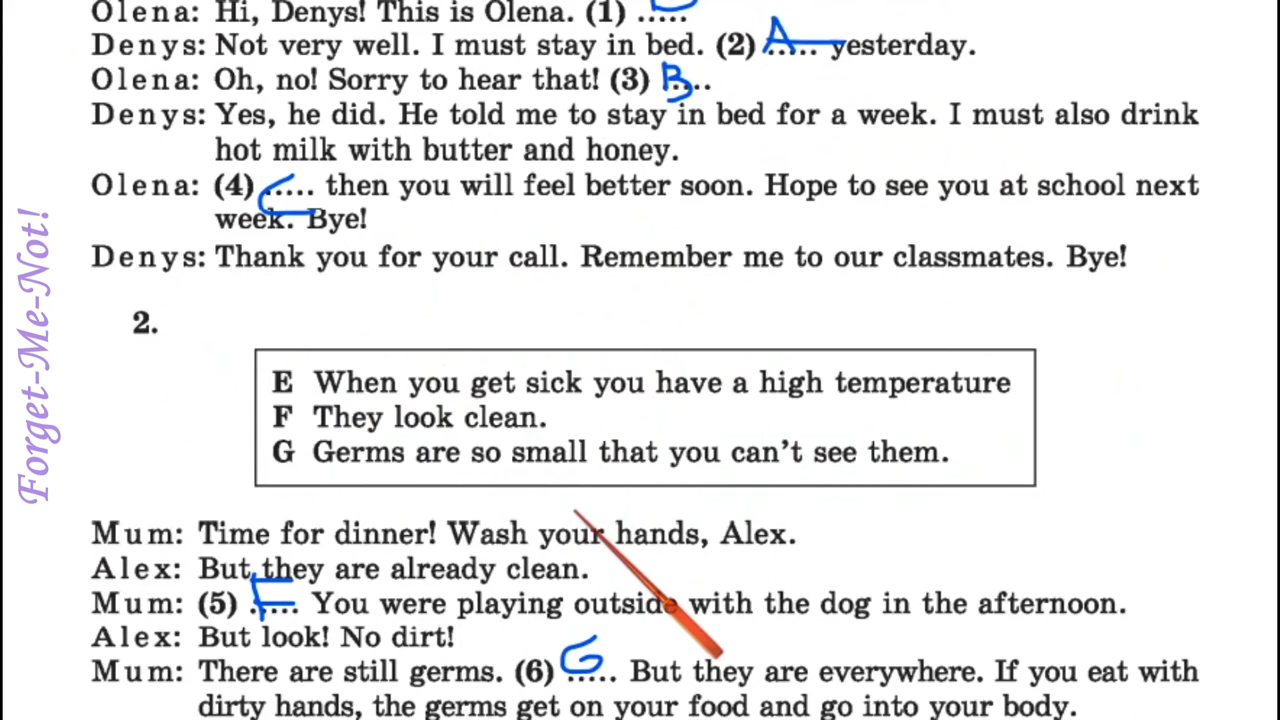 Olena: Hi, Denys! This is Olena. (1) .....
Denys: Not very well. I must stay in bed. (2) A..... yesterday.
Olena: Oh, no! Sorry to hear that! (3) B.....
Denys: Yes, he did. He told me to stay in bed for a week. I must also drink
hot milk with butter and honey.
Olena: (4) C..... then you will feel better soon. Hope to see you at school next
week. Bye!
Denys: Thank you for your call. Remember me to our classmates. Bye!
Forget-Me-Not!
2.
E When you get sick you have a high temperature
F They look clean.
G Germs are so small that you can't see them.
Mum: Time for dinner! Wash your hands, Alex.
Alex: But they are already clean.
Mum: (5) F..... You were playing outside with the dog in the afternoon.
Alex: But look! No dirt!
Mum: There are still germs. (6) G..... But they are everywhere. If you eat with
dirty hands, the germs get on your food and go into your body.